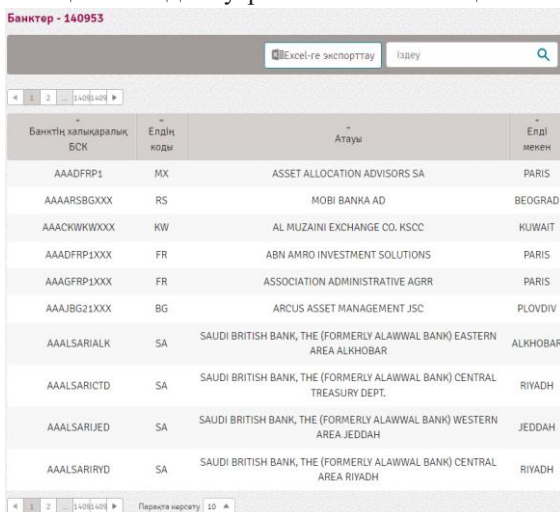 Банктер - 140953
Excel-ге экспорттау
Іздеу
1 2 ... 14091409
Банктің халықаралық БСК
Елдің коды
Атауы
Елді мекен
AAADFRP1 MX ASSET ALLOCATION ADVISORS SA PARIS
AAAARSBGXXX RS MOBI BANKA AD BEOGRAD
AAACKWKWXXX KW AL MUZAINI EXCHANGE CO. KSCC KUWAIT
AAADFRP1XXX FR ABN AMRO INVESTMENT SOLUTIONS PARIS
AAAGFRP1XXX FR ASSOCIATION ADMINISTRATIVE AGRR PARIS
AAAJBG21XXX BG ARCUS ASSET MANAGEMENT JSC PLOVDIV
AAALSARIALK SA SAUDI BRITISH BANK, THE (FORMERLY ALAWWAL BANK) EASTERN AREA ALKHOBAR ALKHOBAR
AAALSARICTD SA SAUDI BRITISH BANK, THE (FORMERLY ALAWWAL BANK) CENTRAL TREASURY DEPT. RIYADH
AAALSARIJED SA SAUDI BRITISH BANK, THE (FORMERLY ALAWWAL BANK) WESTERN AREA JEDDAH JEDDAH
AAALSARIRYD SA SAUDI BRITISH BANK, THE (FORMERLY ALAWWAL BANK) CENTRAL AREA RIYADH RIYADH
1 2 ... 14091409 Парақта көрсету 10